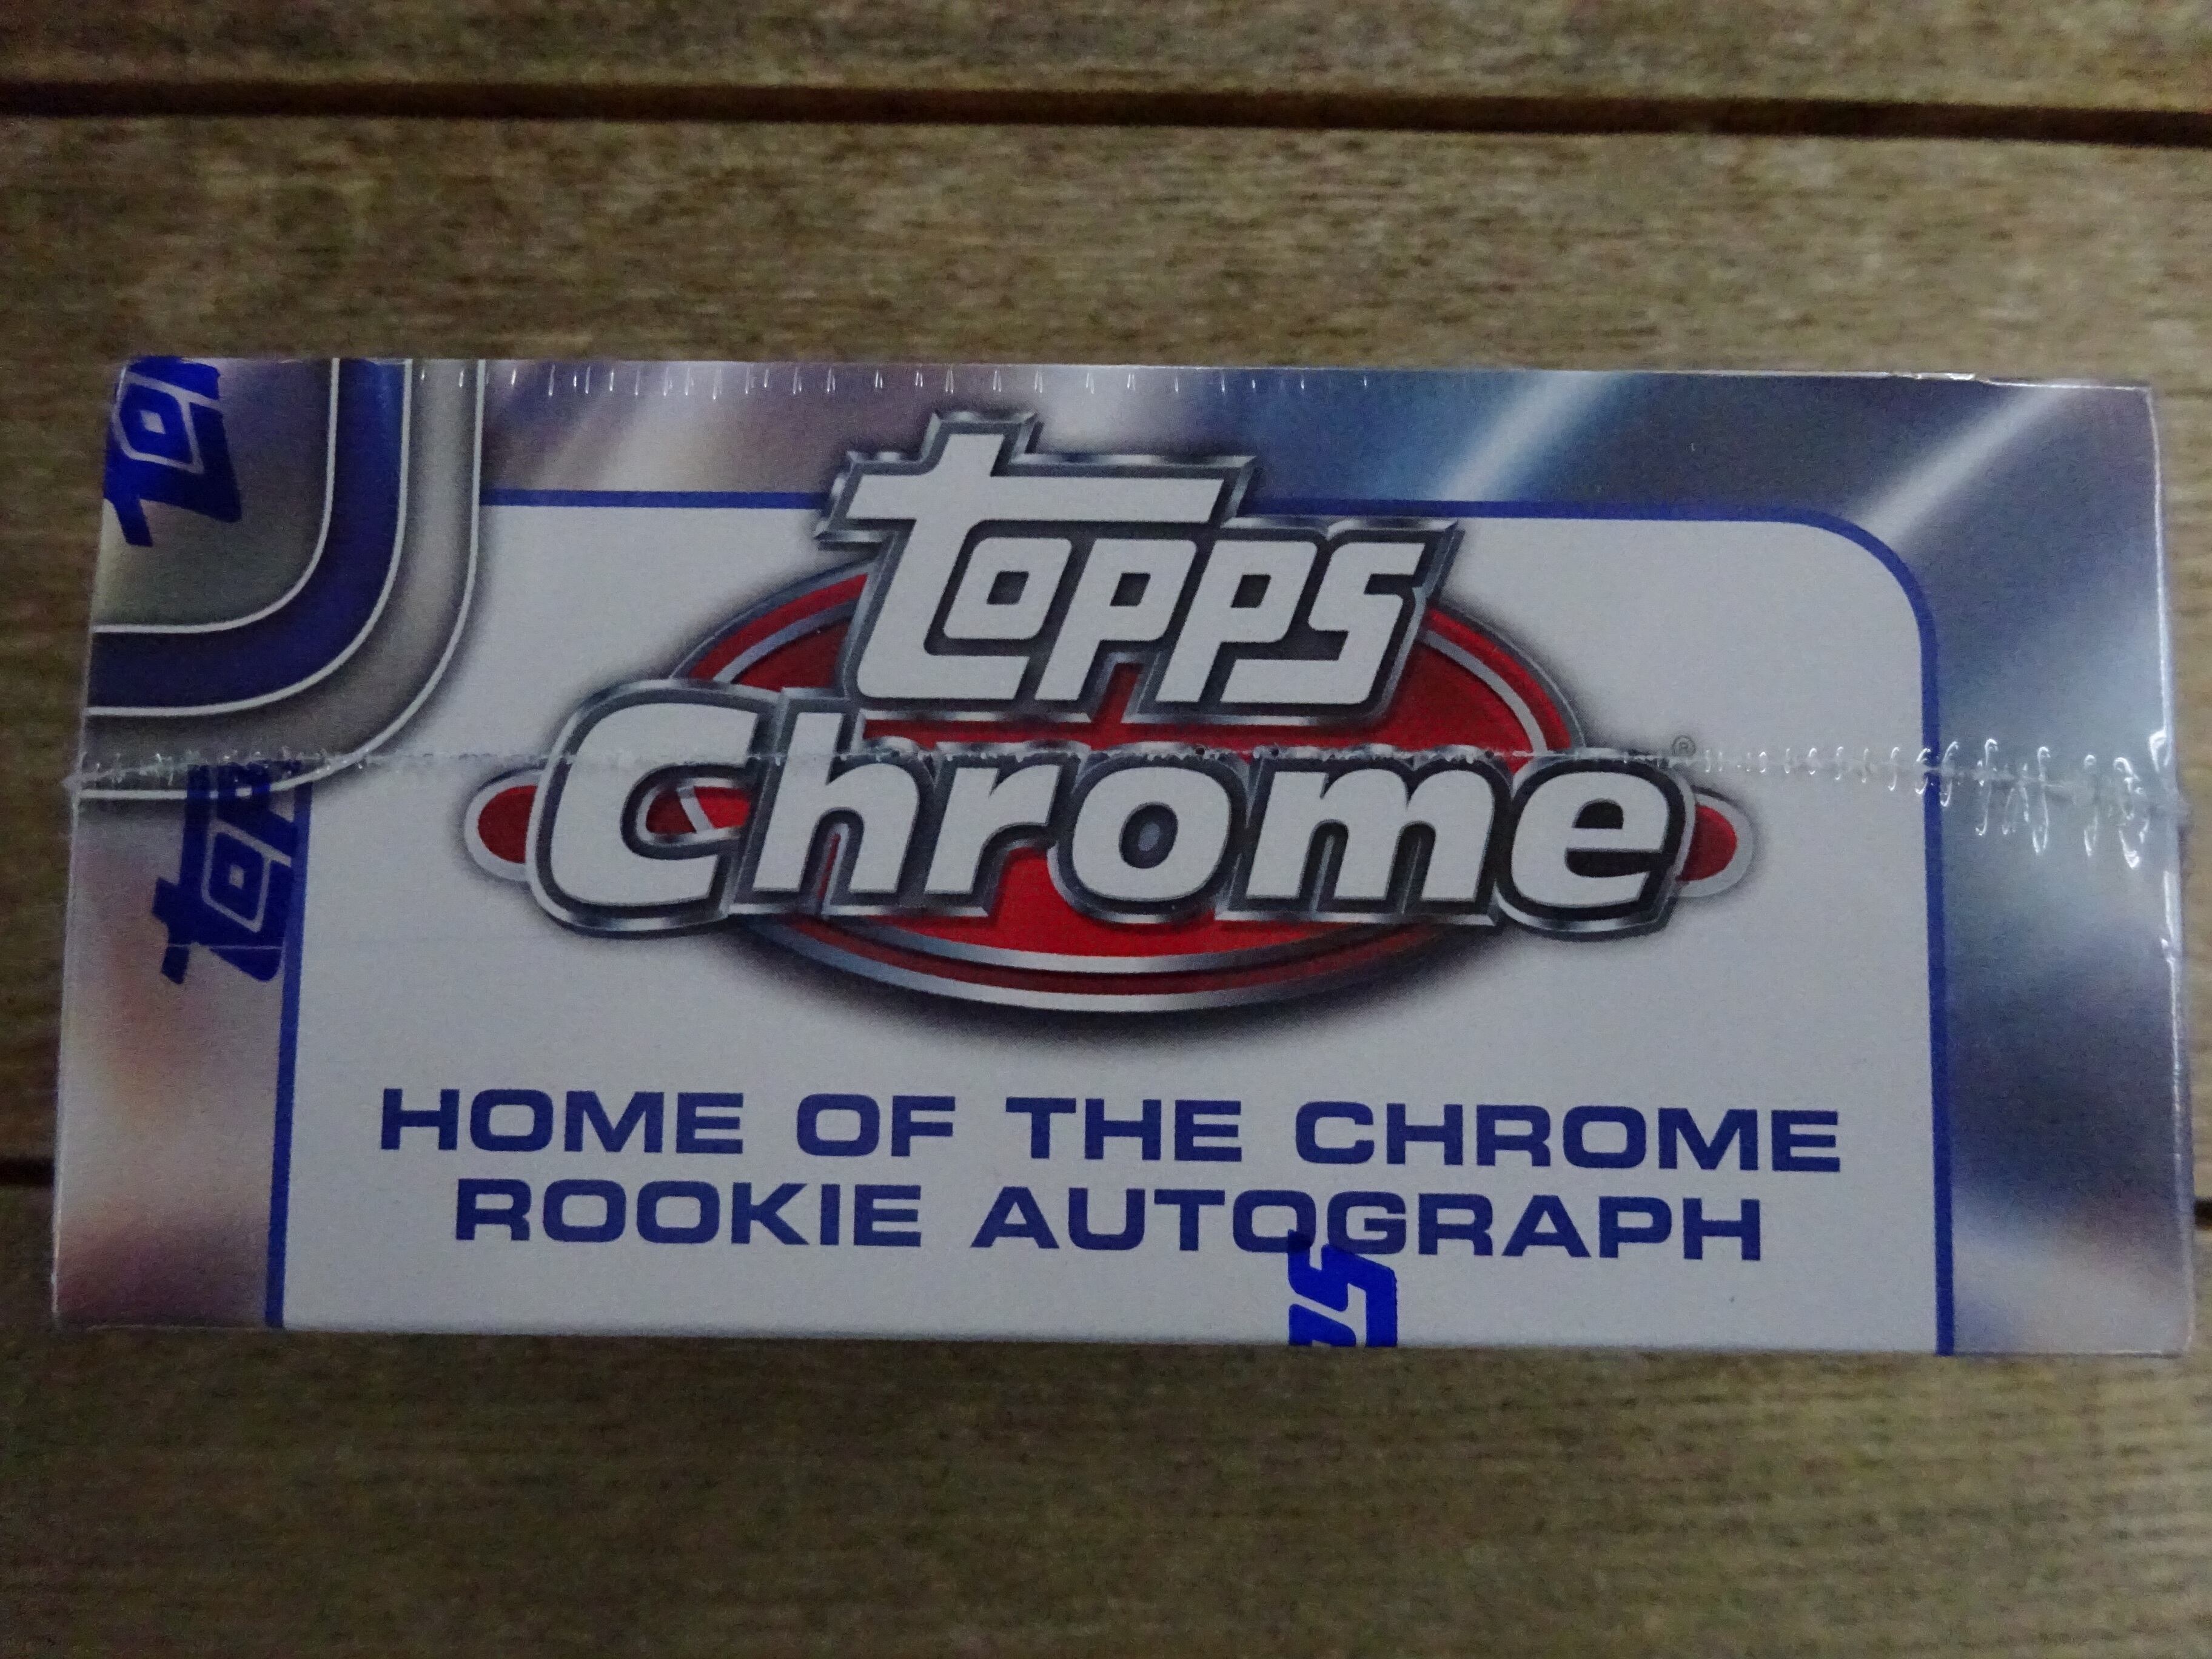 topps
Chrome®
HOME OF THE CHROME
ROOKIE AUTOGRAPH